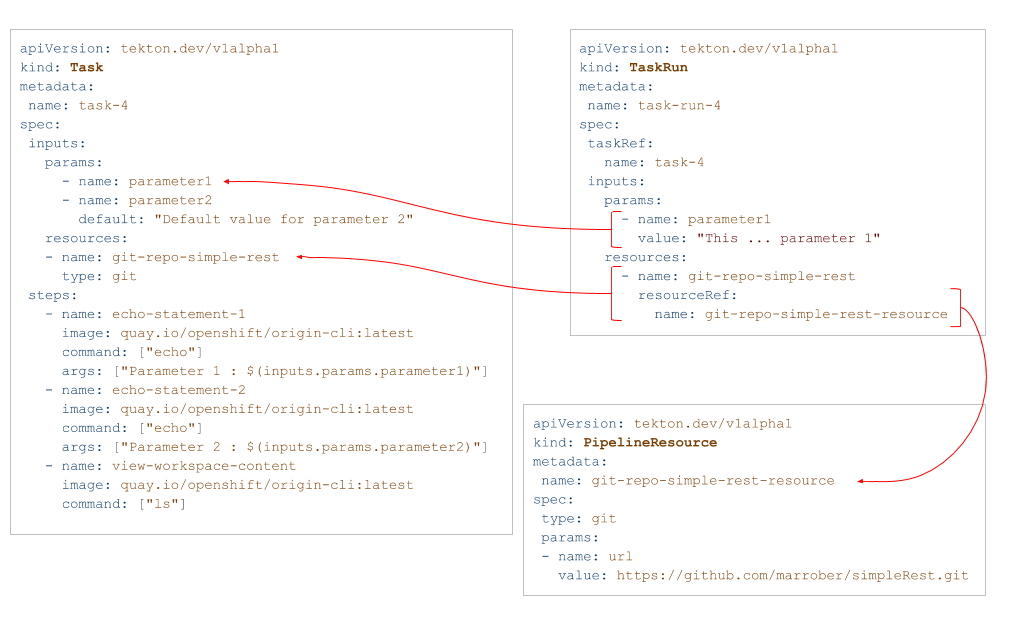 apiVersion: tekton.dev/v1alpha1
kind: Task
metadata:
 name: task-4
spec:
 inputs:
   params:
     - name: parameter1
     - name: parameter2
       default: "Default value for parameter 2"
   resources:
   - name: git-repo-simple-rest
     type: git
 steps:
   - name: echo-statement-1
     image: quay.io/openshift/origin-cli:latest
     command: ["echo"]
     args: ["Parameter 1 : $(inputs.params.parameter1)"]
   - name: echo-statement-2
     image: quay.io/openshift/origin-cli:latest
     command: ["echo"]
     args: ["Parameter 2 : $(inputs.params.parameter2)"]
   - name: view-workspace-content
     image: quay.io/openshift/origin-cli:latest
     command: ["ls"]
apiVersion: tekton.dev/v1alpha1
kind: TaskRun
metadata:
 name: task-run-4
spec:
 taskRef:
   name: task-4
 inputs:
   params:
     - name: parameter1
       value: "This ... parameter 1"
   resources:
     - name: git-repo-simple-rest
       resourceRef:
         name: git-repo-simple-rest-resource
apiVersion: tekton.dev/v1alpha1
kind: PipelineResource
metadata:
 name: git-repo-simple-rest-resource
spec:
 type: git
 params:
 - name: url
   value: https://github.com/marrober/simpleRest.git